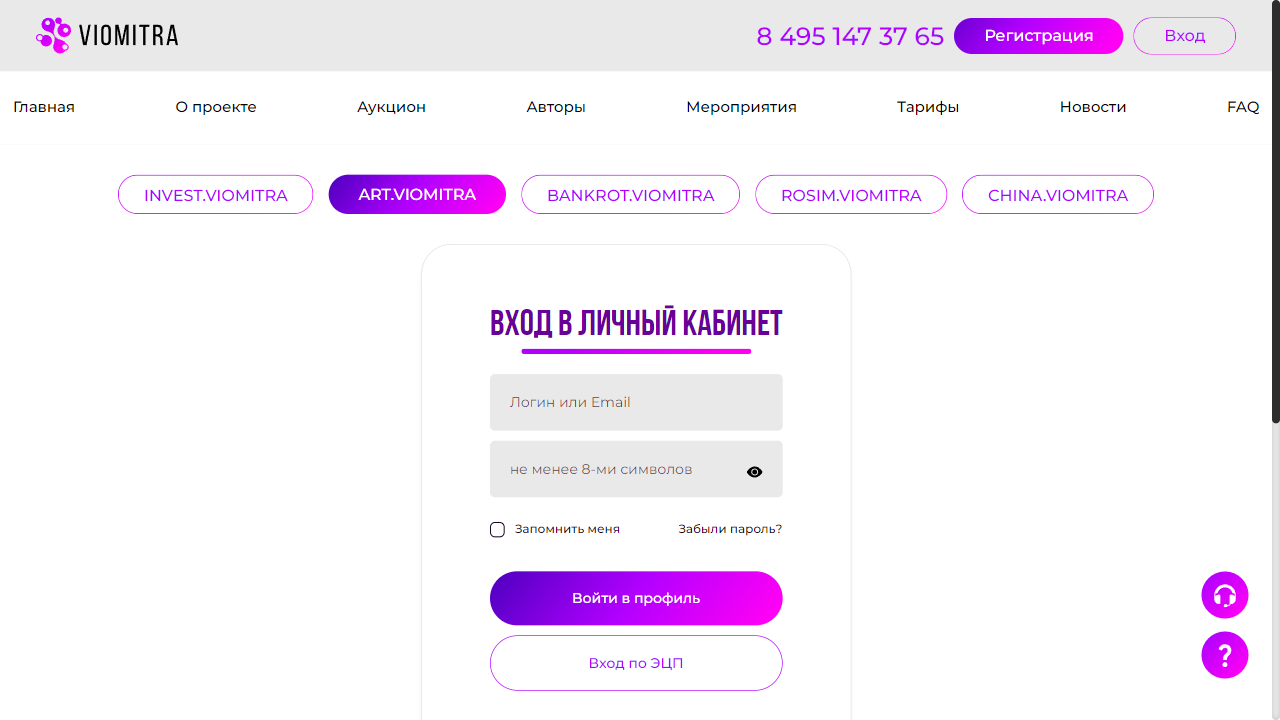 VIOMITRA
8 495 147 37 65 Регистрация Вход
Главная О проекте Аукцион Авторы Мероприятия Тарифы Новости FAQ
INVEST.VIOMITRA ART.VIOMITRA BANKROT.VIOMITRA ROSIM.VIOMITRA CHINA.VIOMITRA
ВХОД В ЛИЧНЫЙ КАБИНЕТ
Логин или Email
не менее 8-ми символов
Запомнить меня Забыли пароль?
Войти в профиль
Вход по ЭЦП
?